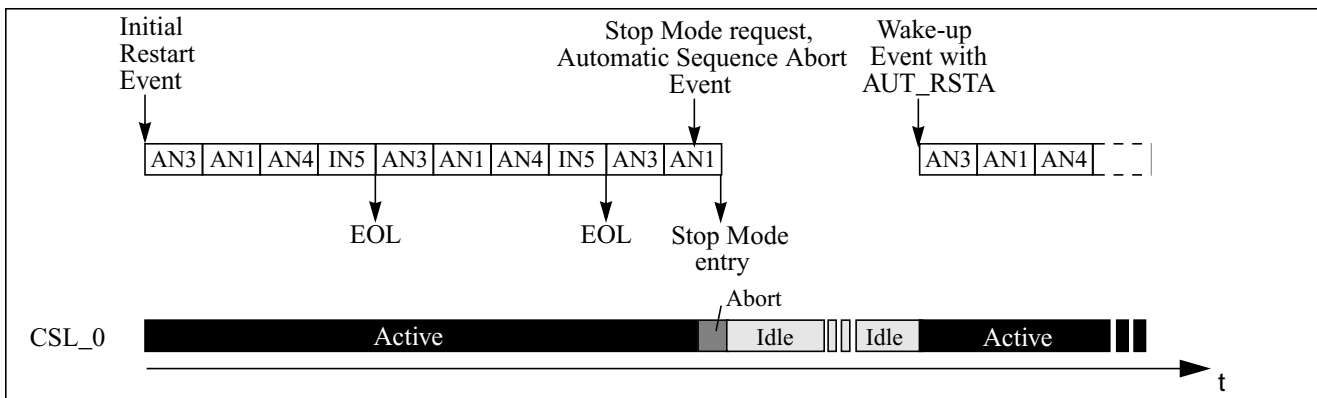 Initial
Restart
Event
Stop Mode request,
Automatic Sequence Abort
Event
Wake-up
Event with
AUT_RSTA
AN3 AN1 AN4 IN5 AN3 AN1 AN4 IN5 AN3 AN1
AN3 AN1 AN4
EOL
EOL
Stop Mode
entry
Abort
CSL_0
Active
Idle
Idle
Active
t